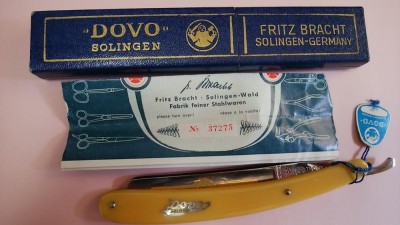 "DOVO"
SOLINGEN
FRITZ BRACHT
SOLINGEN-GERMANY
Fritz Bracht - Solingen-Wald
Fabrik feiner Stahlwaren
please turn over!
No 37275
"DOVO"